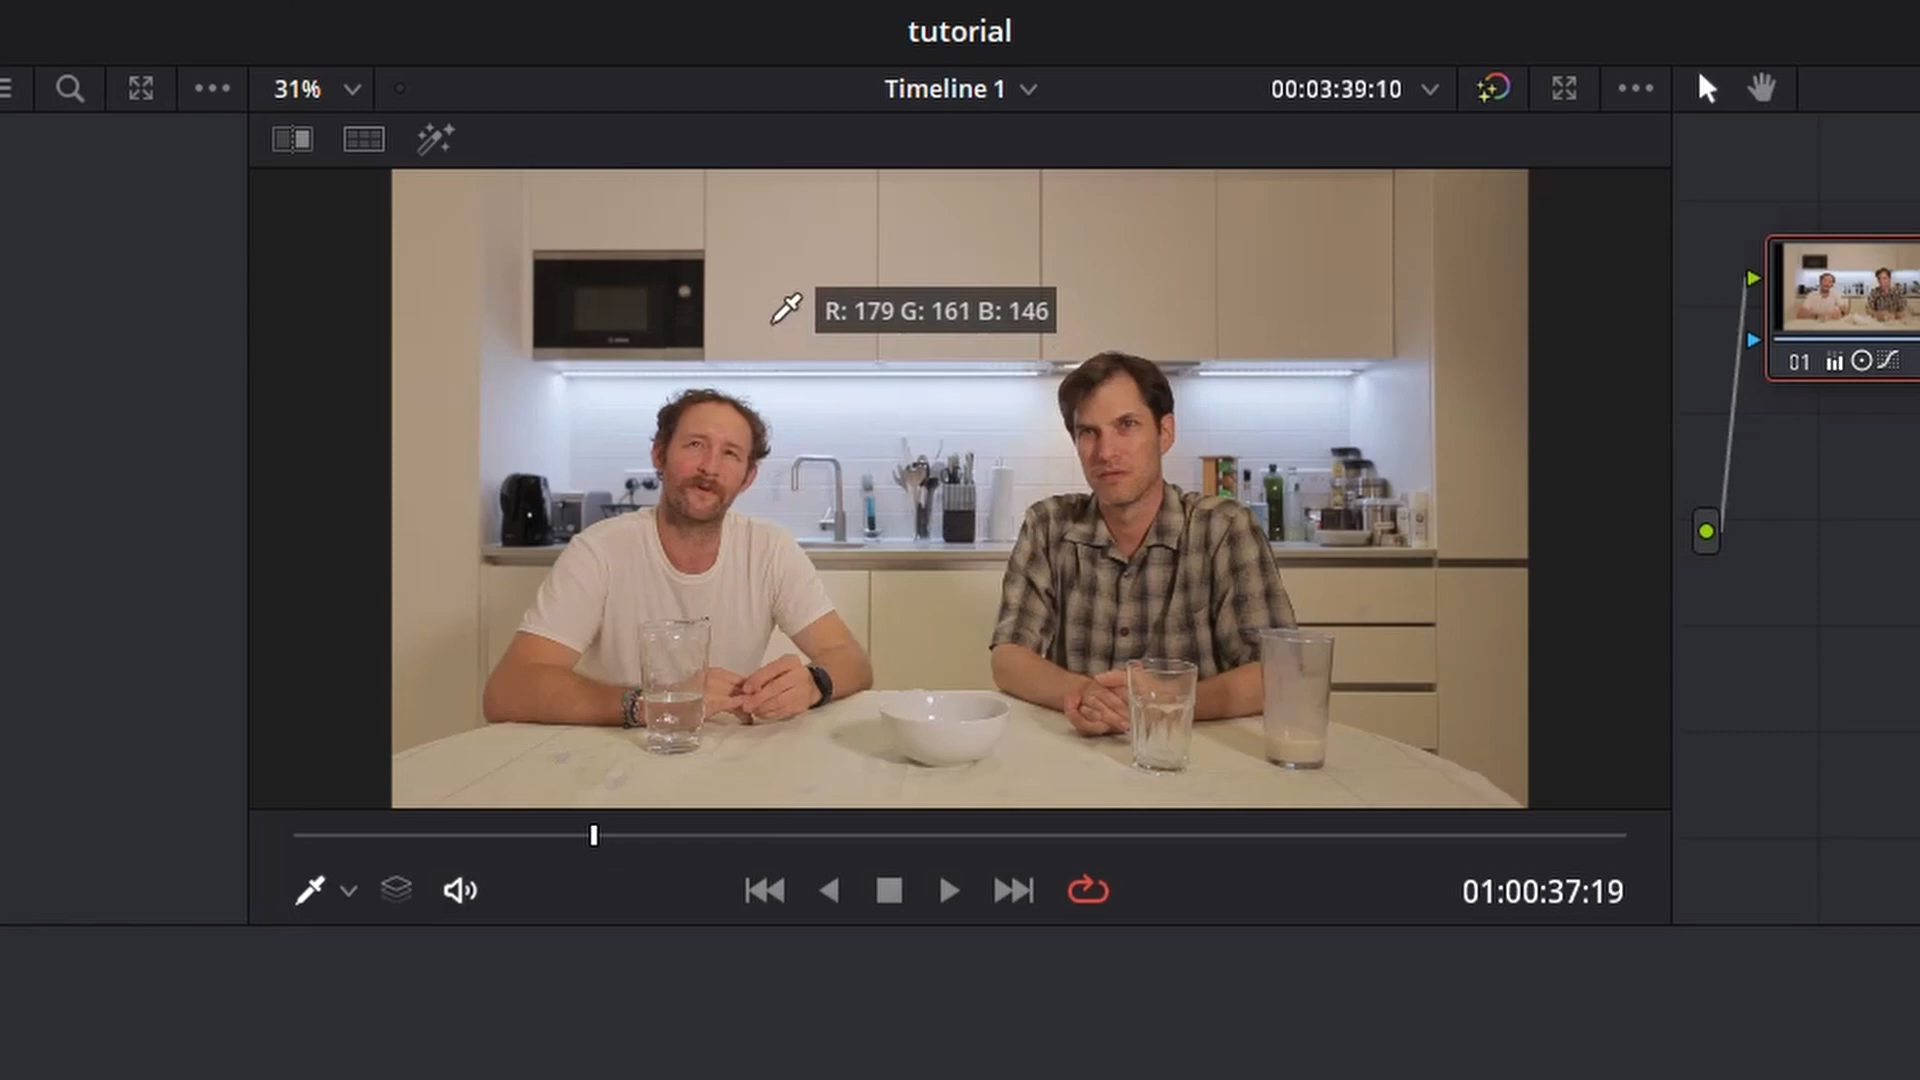 tutorial
31%
Timeline 1
00:03:39:10
R: 179 G: 161 B: 146
01
01:00:37:19